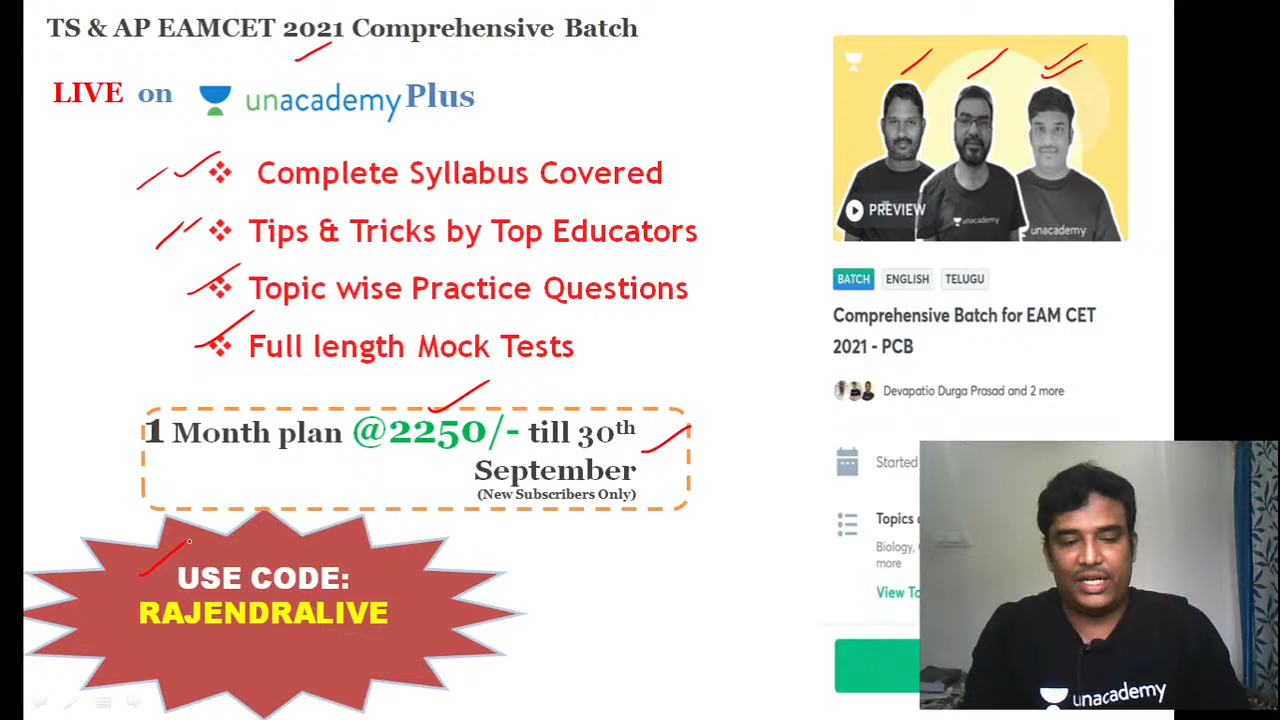 TS & AP EAMCET 2021 Comprehensive Batch
LIVE on unacademy Plus
Complete Syllabus Covered
Tips & Tricks by Top Educators
Topic wise Practice Questions
Full length Mock Tests
1 Month plan @2250/- till 30th
September
(New Subscribers Only)
USE CODE:
RAJENDRALIVE
PREVIEW
unacademy
unacademy
BATCH ENGLISH TELUGU
Comprehensive Batch for EAM CET
2021 - PCB
Devapatio Durga Prasad and 2 more
Started
Topics
Biology,
more
View
unacademy